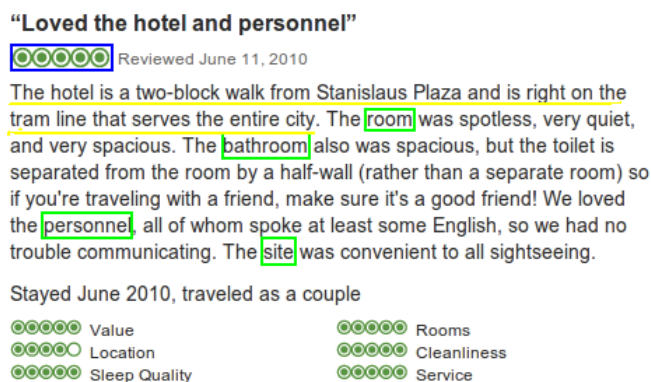 “Loved the hotel and personnel”
Reviewed June 11, 2010
The hotel is a two-block walk from Stanislaus Plaza and is right on the
tram line that serves the entire city. The room was spotless, very quiet,
and very spacious. The bathroom also was spacious, but the toilet is
separated from the room by a half-wall (rather than a separate room) so
if you're traveling with a friend, make sure it's a good friend! We loved
the personnel, all of whom spoke at least some English, so we had no
trouble communicating. The site was convenient to all sightseeing.
Stayed June 2010, traveled as a couple
Value Rooms
Location Cleanliness
Sleep Quality Service